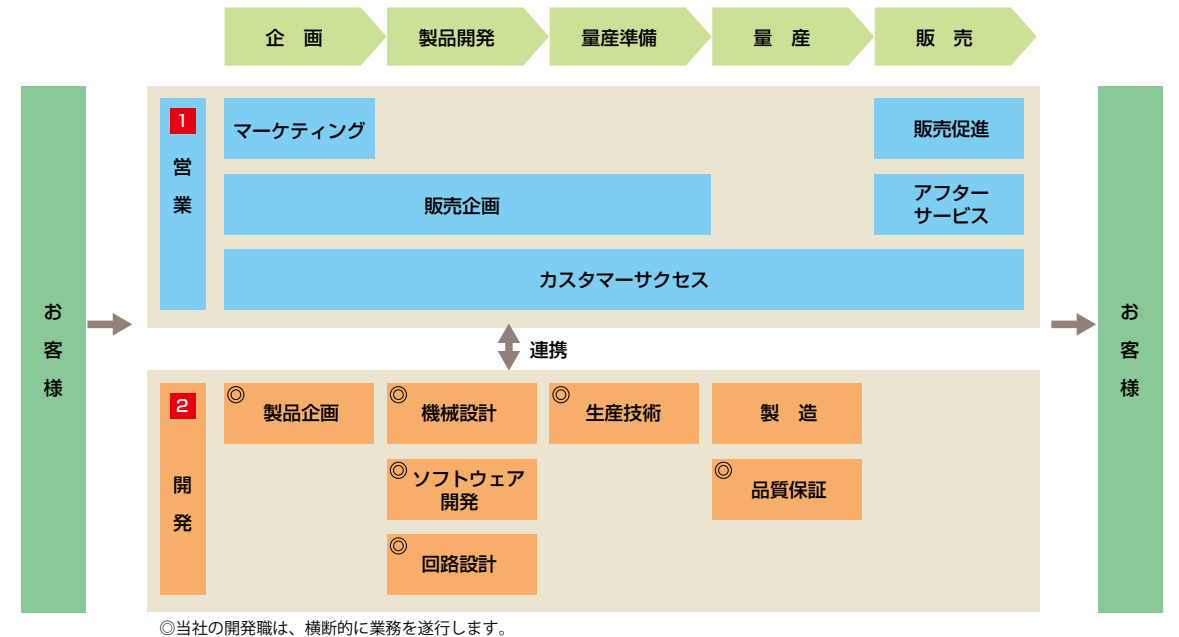 企　画
製品開発
量産準備
量　産
販　売
お客様
1
営業
マーケティング
販売促進
販売企画
アフター
サービス
カスタマーサクセス
連携
2
開発
◎
製品企画
◎
機械設計
◎
生産技術
製　造
◎
ソフトウェア
開発
◎
品質保証
◎
回路設計
お客様
◎当社の開発職は、横断的に業務を遂行します。